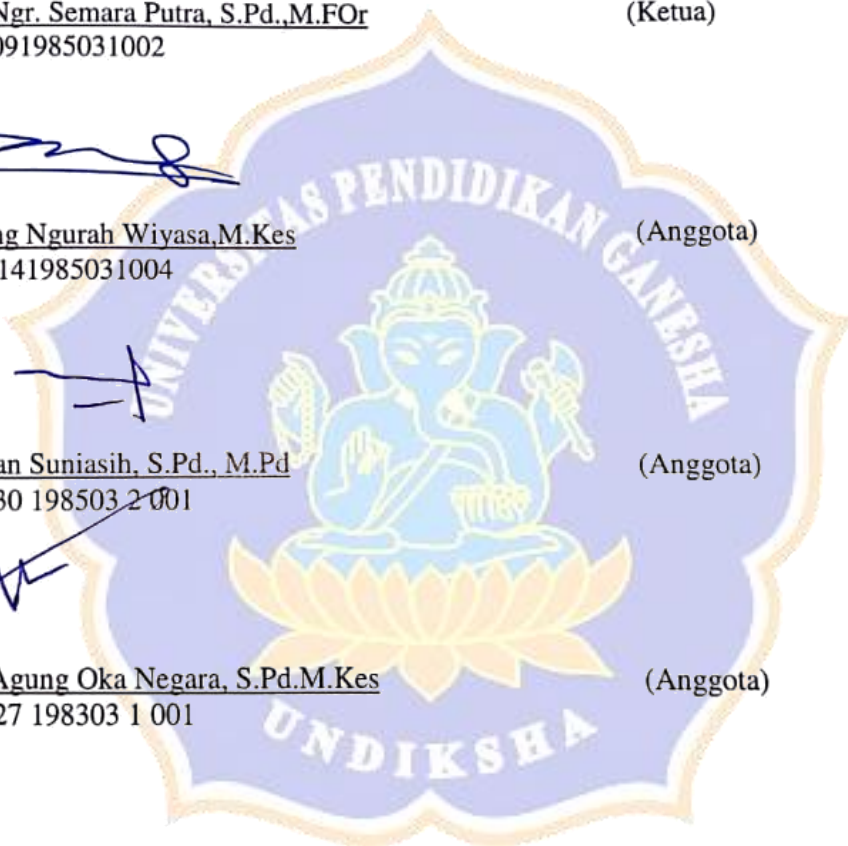 Ngr. Semara Putra, S.Pd.,M.FOr (Ketua)
091985031002
UNIVERSITAS PENDIDIKAN GANESHA
ng Ngurah Wiyasa,M.Kes (Anggota)
141985031004
an Suniasih, S.Pd., M.Pd (Anggota)
30 198503 2 001
Agung Oka Negara, S.Pd.M.Kes (Anggota)
27 198303 1 001
UNDIKSHA